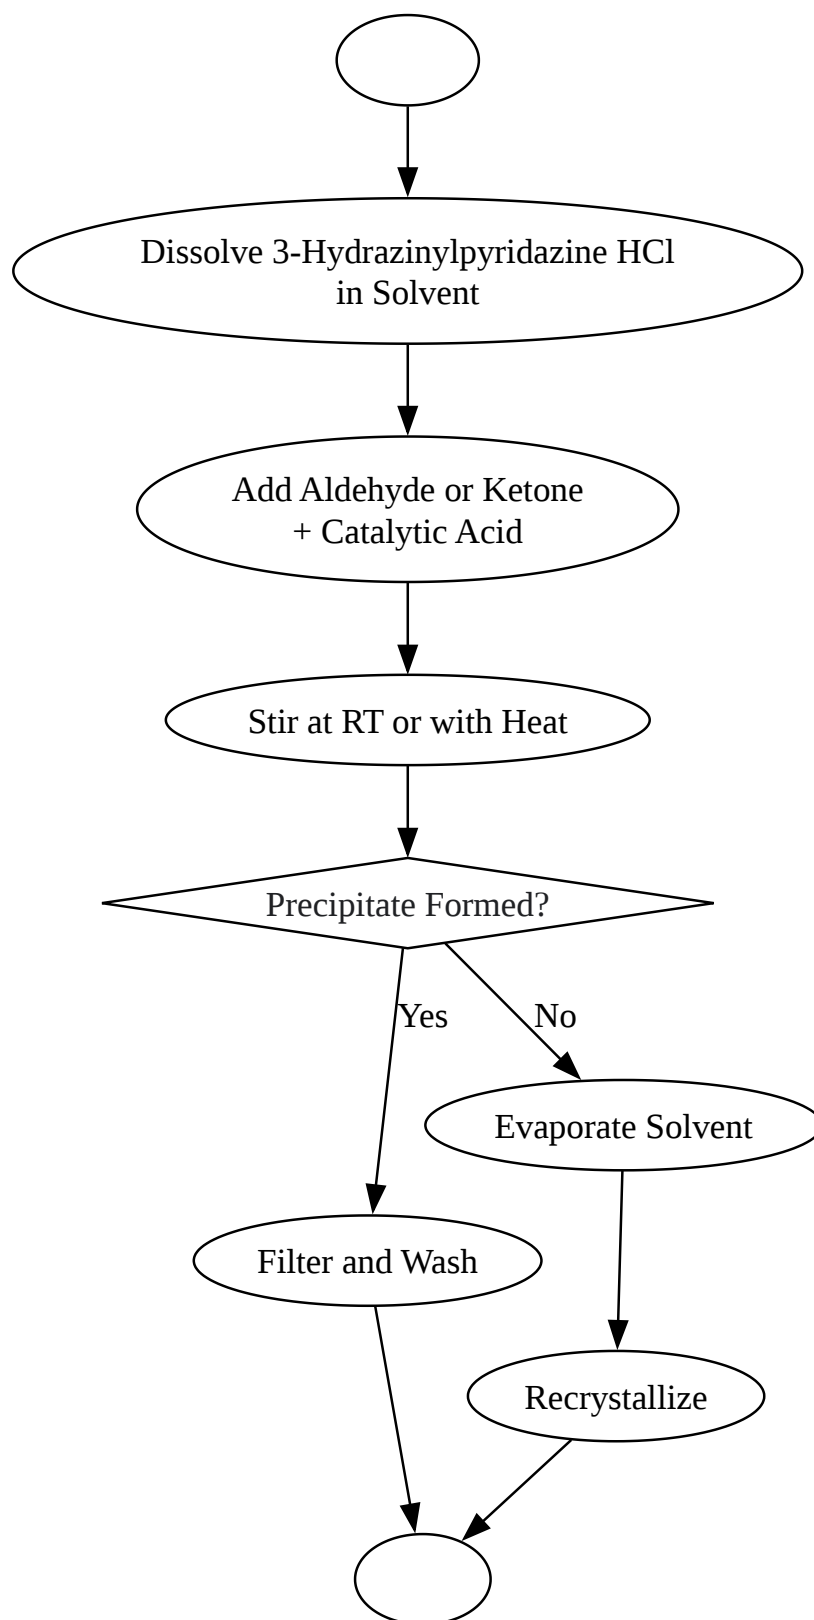 Dissolve 3-Hydrazinylpyridazine HCl
in Solvent
Add Aldehyde or Ketone
+ Catalytic Acid
Stir at RT or with Heat
Precipitate Formed?
Yes
No
Evaporate Solvent
Filter and Wash
Recrystallize